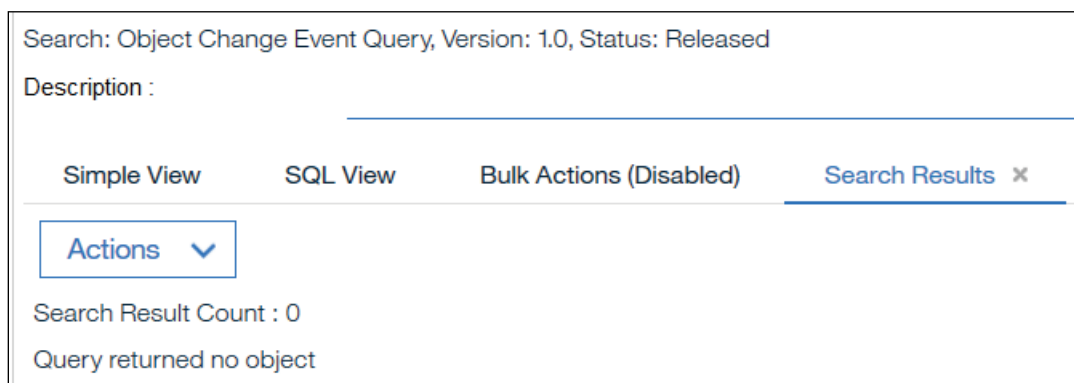 Search: Object Change Event Query, Version: 1.0, Status: Released
Description :
Simple View SQL View Bulk Actions (Disabled) Search Results ×
Actions
Search Result Count : 0
Query returned no object